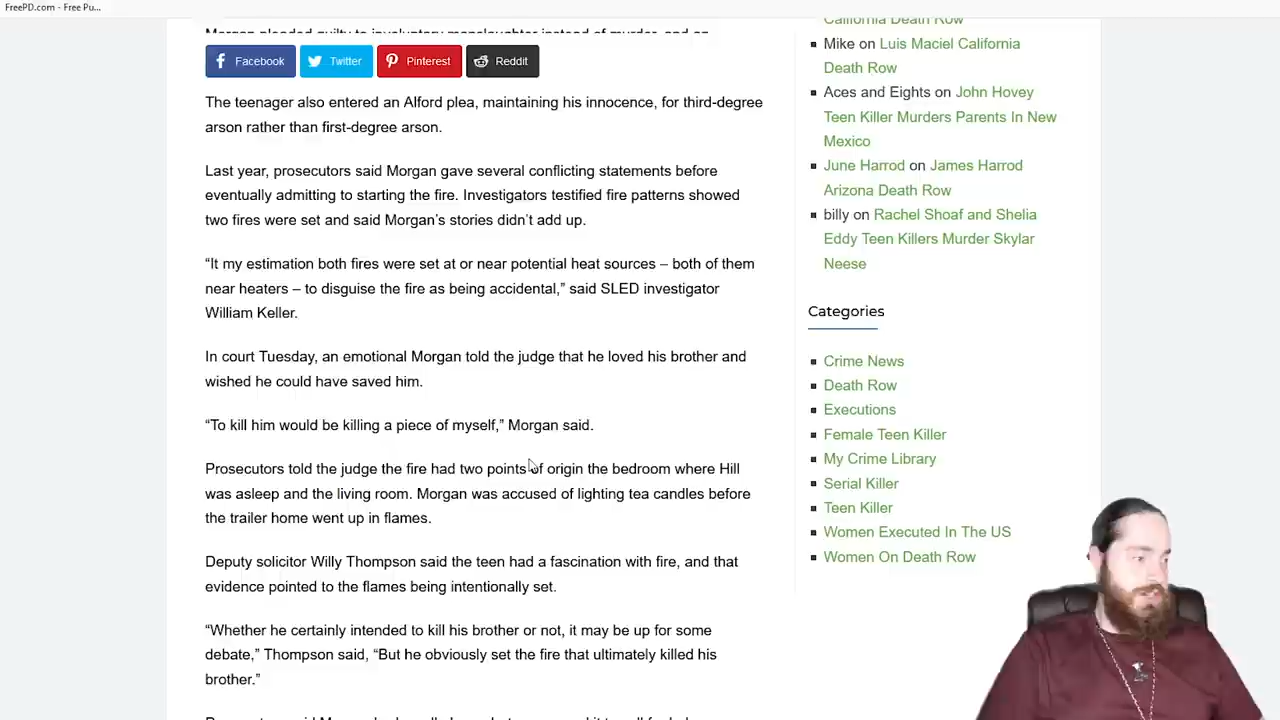 FreePD.com - Free Pu...
Morgan pleaded guilty to involuntary manslaughter instead of murder, and an
Facebook
Twitter
Pinterest
Reddit
The teenager also entered an Alford plea, maintaining his innocence, for third-degree
arson rather than first-degree arson.
Last year, prosecutors said Morgan gave several conflicting statements before
eventually admitting to starting the fire. Investigators testified fire patterns showed
two fires were set and said Morgan’s stories didn’t add up.
“It my estimation both fires were set at or near potential heat sources – both of them
near heaters – to disguise the fire as being accidental,” said SLED investigator
William Keller.
In court Tuesday, an emotional Morgan told the judge that he loved his brother and
wished he could have saved him.
“To kill him would be killing a piece of myself,” Morgan said.
Prosecutors told the judge the fire had two points of origin the bedroom where Hill
was asleep and the living room. Morgan was accused of lighting tea candles before
the trailer home went up in flames.
Deputy solicitor Willy Thompson said the teen had a fascination with fire, and that
evidence pointed to the flames being intentionally set.
“Whether he certainly intended to kill his brother or not, it may be up for some
debate,” Thompson said, “But he obviously set the fire that ultimately killed his
brother.”
California Death Row
Mike on Luis Maciel California
Death Row
Aces and Eights on John Hovey
Teen Killer Murders Parents In New
Mexico
June Harrod on James Harrod
Arizona Death Row
billy on Rachel Shoaf and Shelia
Eddy Teen Killers Murder Skylar
Neese
Categories
Crime News
Death Row
Executions
Female Teen Killer
My Crime Library
Serial Killer
Teen Killer
Women Executed In The US
Women On Death Row